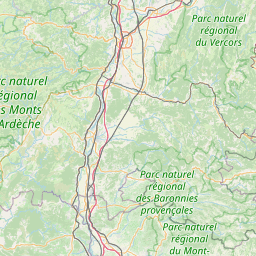 Parc naturel
régional
du Vercors
rc naturel
régional
s Monts
Ardèche
Parc naturel
régional
des Baronnies
provençales
Parc naturel
régional
du Mont-